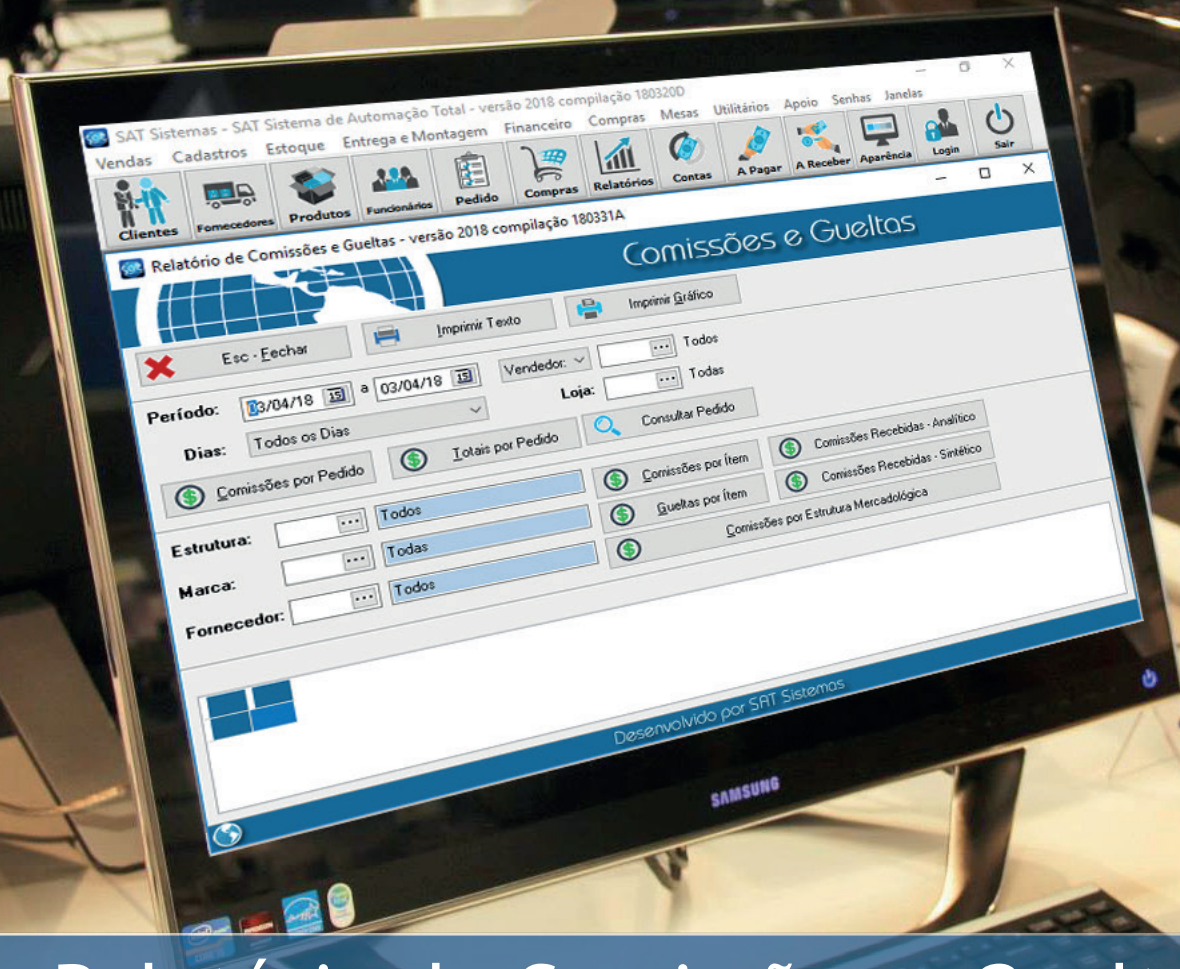 SAT Sistemas - SAT Sistema de Automação Total - versão 2018 compilação 180320D
Vendas Cadastros Estoque Entrega e Montagem Financeiro Compras Mesas Utilitários Apoio Senhas Janelas
Clientes Fornecedores Produtos Funcionários Pedido Compras Relatórios Contas A Pagar A Receber Aparência Login Sair
Relatório de Comissões e Gueltas - versão 2018 compilação 180331A
Comissões e Gueltas
Esc - Fechar Imprimir Texto Imprimir Gráfico
Período: 03/04/18 15 a 03/04/18 15 Vendedor: ... Todos
Dias: Todos os Dias Loja: ... Todas
Comissões por Pedido Totais por Pedido Consultar Pedido
Estrutura: ... Todos Comissões por Ítem Comissões Recebidas - Analítico
Marca: ... Todas Gueltas por Ítem Comissões Recebidas - Sintético
Fornecedor: ... Todos Comissões por Estrutura Mercadológica
Desenvolvido por SAT Sistemas
SAMSUNG